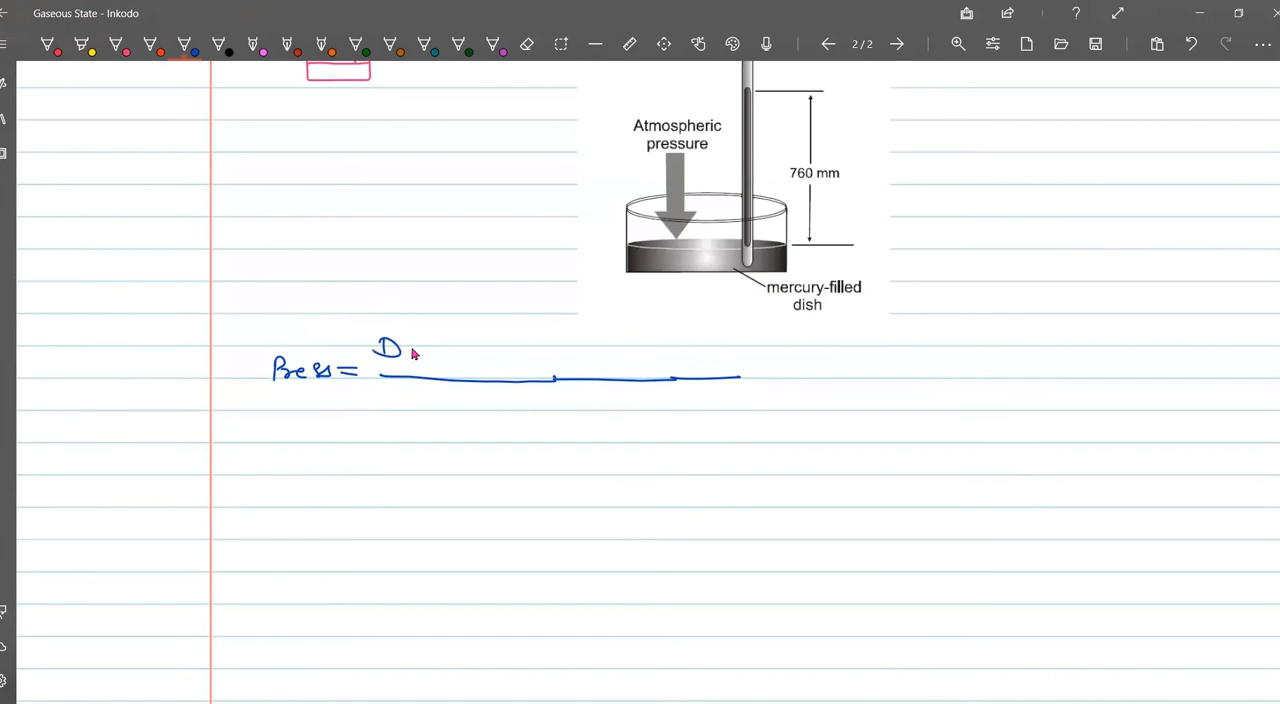 Gaseous State - Inkodo
2/2
Atmospheric
pressure
760 mm
mercury-filled
dish
D
Press =